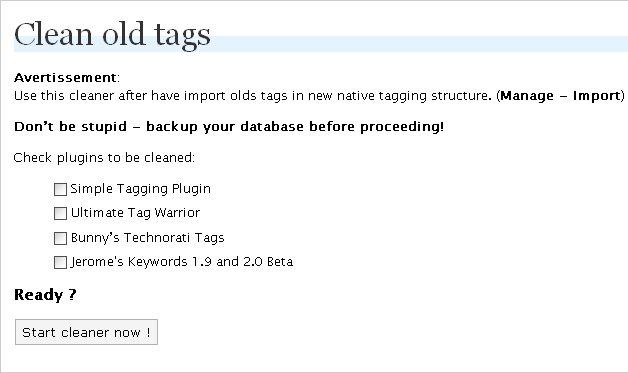 Clean old tags
Avertissement:
Use this cleaner after have import olds tags in new native tagging structure. (Manage – Import)
Don’t be stupid – backup your database before proceeding!
Check plugins to be cleaned:
Simple Tagging Plugin
Ultimate Tag Warrior
Bunny’s Technorati Tags
Jerome’s Keywords 1.9 and 2.0 Beta
Ready ?
Start cleaner now !